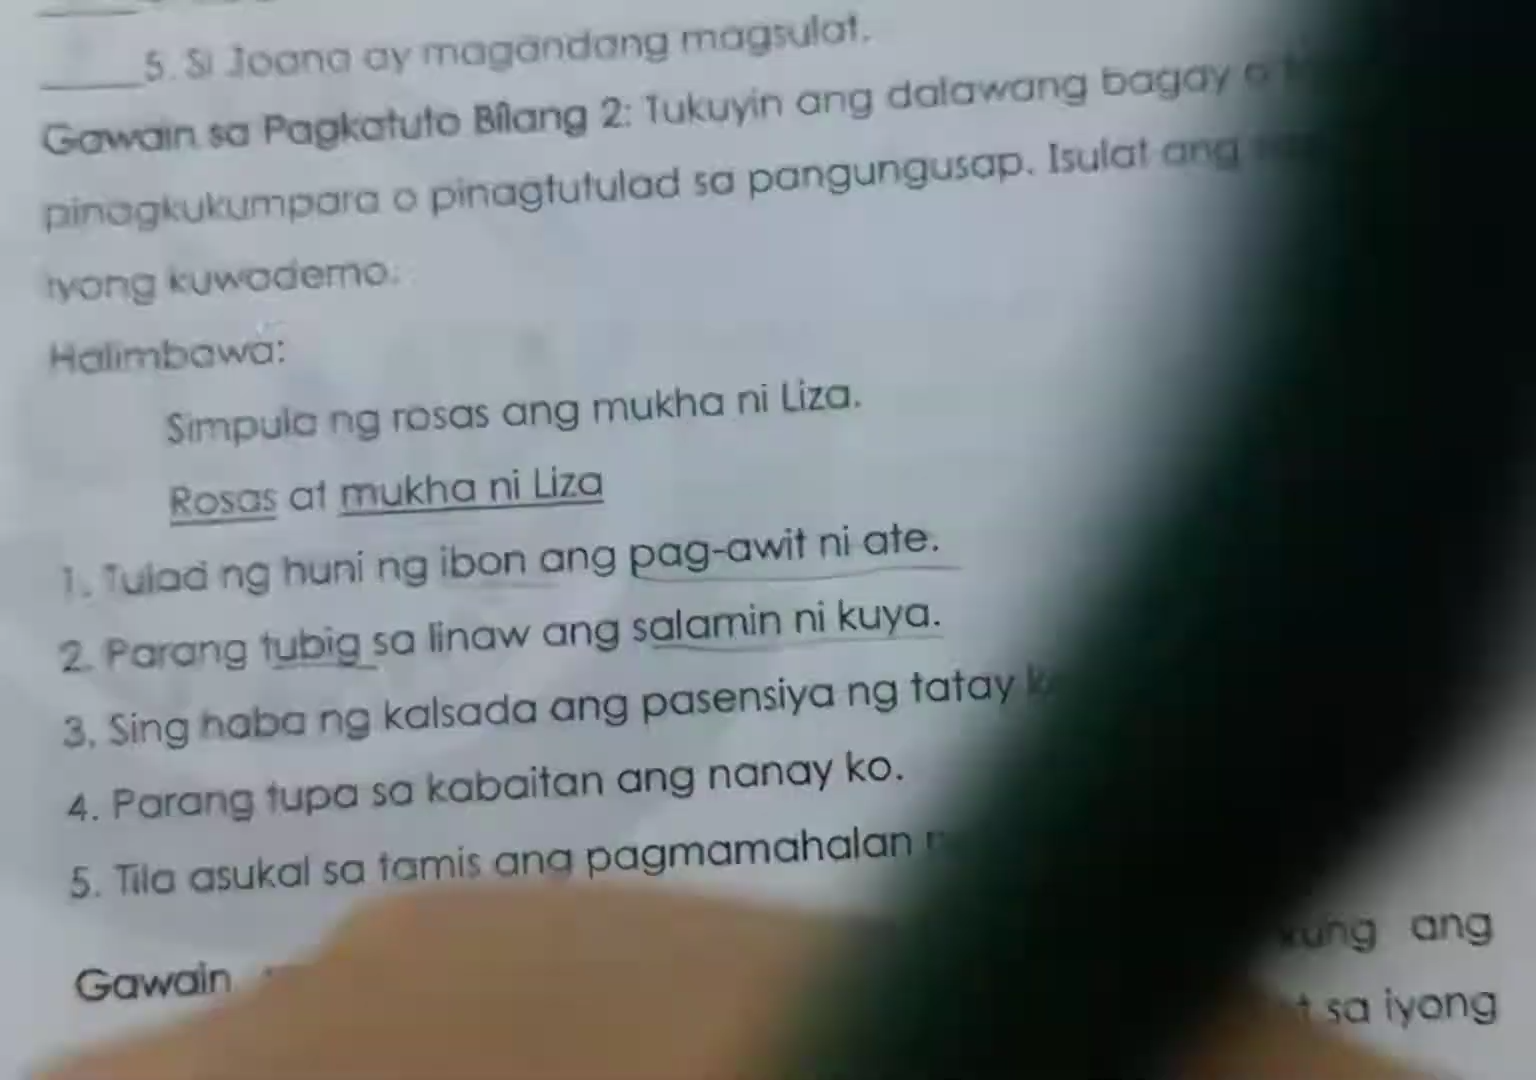 5. Si Joana ay magandang magsulat.
Gawain sa Pagkatuto Bilang 2: Tukuyin ang dalawang bagay o
pinagkukumpara o pinagtutulad sa pangungusap. Isulat ang
iyong kuwaderno.
Halimbawa:
Simpula ng rosas ang mukha ni Liza.
Rosas at mukha ni Liza
1. Tulad ng huni ng ibon ang pag-awit ni ate.
2. Parang tubig sa linaw ang salamin ni kuya.
3. Sing haba ng kalsada ang pasensiya ng tatay
4. Parang tupa sa kabaitan ang nanay ko.
5. Tila asukal sa tamis ang pagmamahalan
Gawain kung ang
sa iyong